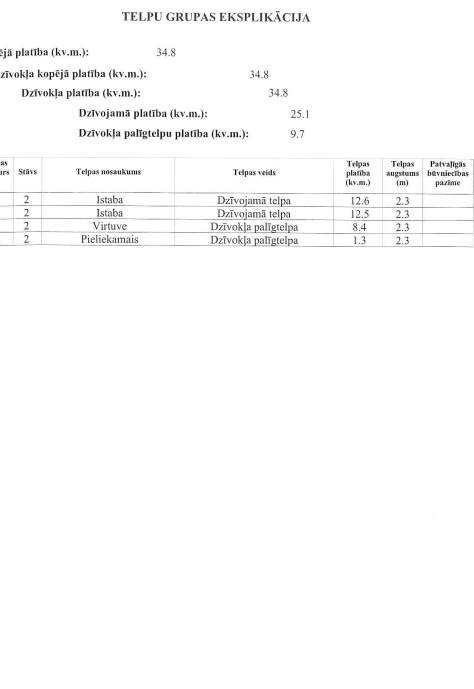 TELPU GRUPAS EKSPLIKĀCIJA
ējā platība (kv.m.): 34.8
zīvokļa kopējā platība (kv.m.): 34.8
Dzīvokļa platība (kv.m.): 34.8
Dzīvojamā platība (kv.m.): 25.1
Dzīvokļa palīgtelpu platība (kv.m.): 9.7
as Telpas Telpas Patvaļīgās
urs Stāvs Telpas nosaukums Telpas veids platība augstums būvniecības
(kv.m.) (m) pazīme
2 Istaba Dzīvojamā telpa 12.6 2.3
2 Istaba Dzīvojamā telpa 12.5 2.3
2 Virtuve Dzīvokļa palīgtelpa 8.4 2.3
2 Pieliekamais Dzīvokļa palīgtelpa 1.3 2.3